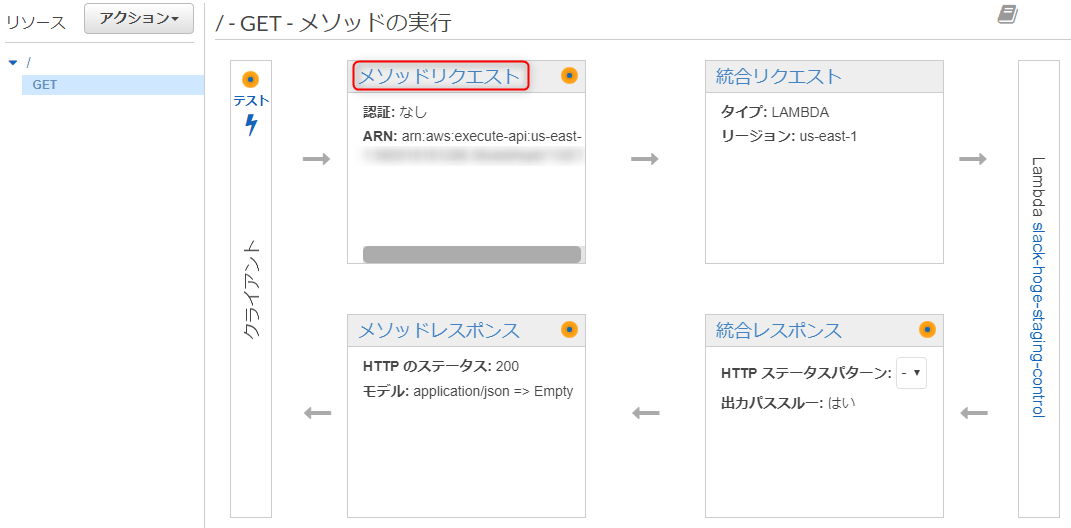 リソース
アクション
/ - GET - メソッドの実行
/
GET
テスト
クライアント
メソッドリクエスト
認証: なし
ARN: arn:aws:execute-api:us-east-
統合リクエスト
タイプ: LAMBDA
リージョン: us-east-1
Lambda slack-hoge-staging-control
メソッドレスポンス
HTTP のステータス: 200
モデル: application/json => Empty
統合レスポンス
HTTP ステータスパターン: -
出力パススルー: はい